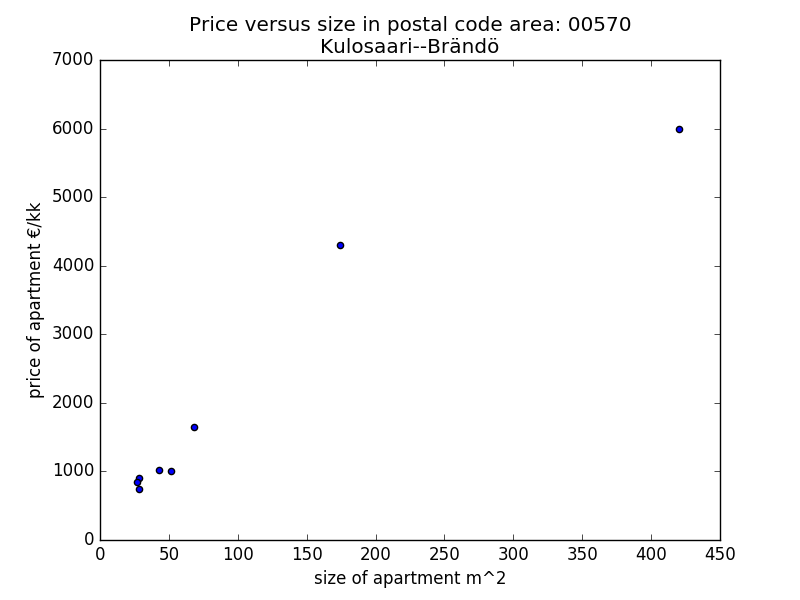 Price versus size in postal code area: 00570
Kulosaari--Brändö
7000
6000
5000
4000
3000
2000
1000
0
price of apartment €/kk
0 50 100 150 200 250 300 350 400 450
size of apartment m^2